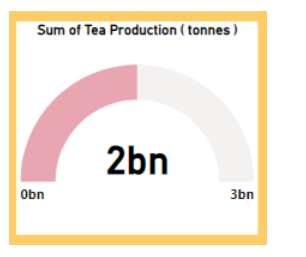 Sum of Tea Production ( tonnes )
2bn
0bn 3bn